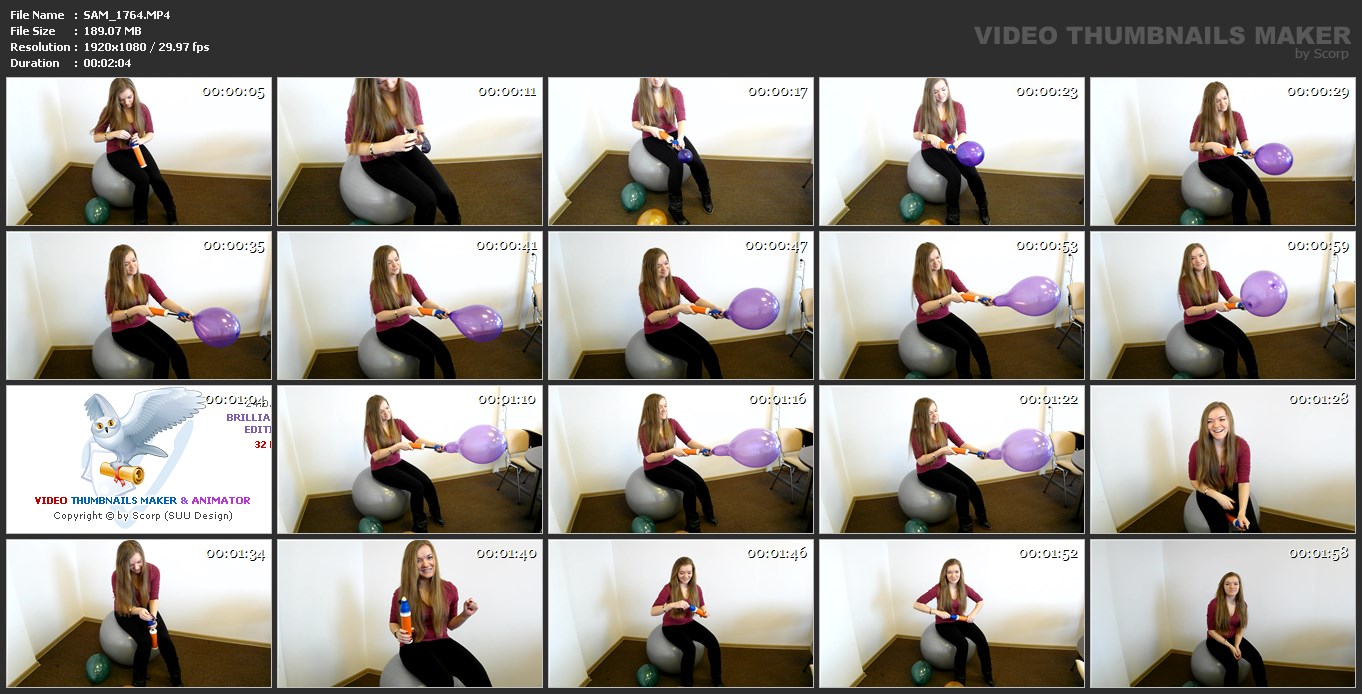 File Name : SAM_1764.MP4
File Size : 189.07 MB
Resolution : 1920x1080 / 29.97 fps
Duration : 00:02:04
VIDEO THUMBNAILS MAKER
by Scorp
00:00:05
00:00:11
00:00:17
00:00:23
00:00:29
00:00:35
00:00:41
00:00:47
00:00:53
00:00:59
00:01:04
BRILLIA
EDIT
32
VIDEO THUMBNAILS MAKER & ANIMATOR
Copyright © by Scorp (SUU Design)
00:01:10
00:01:16
00:01:22
00:01:28
00:01:34
00:01:40
00:01:46
00:01:52
00:01:58